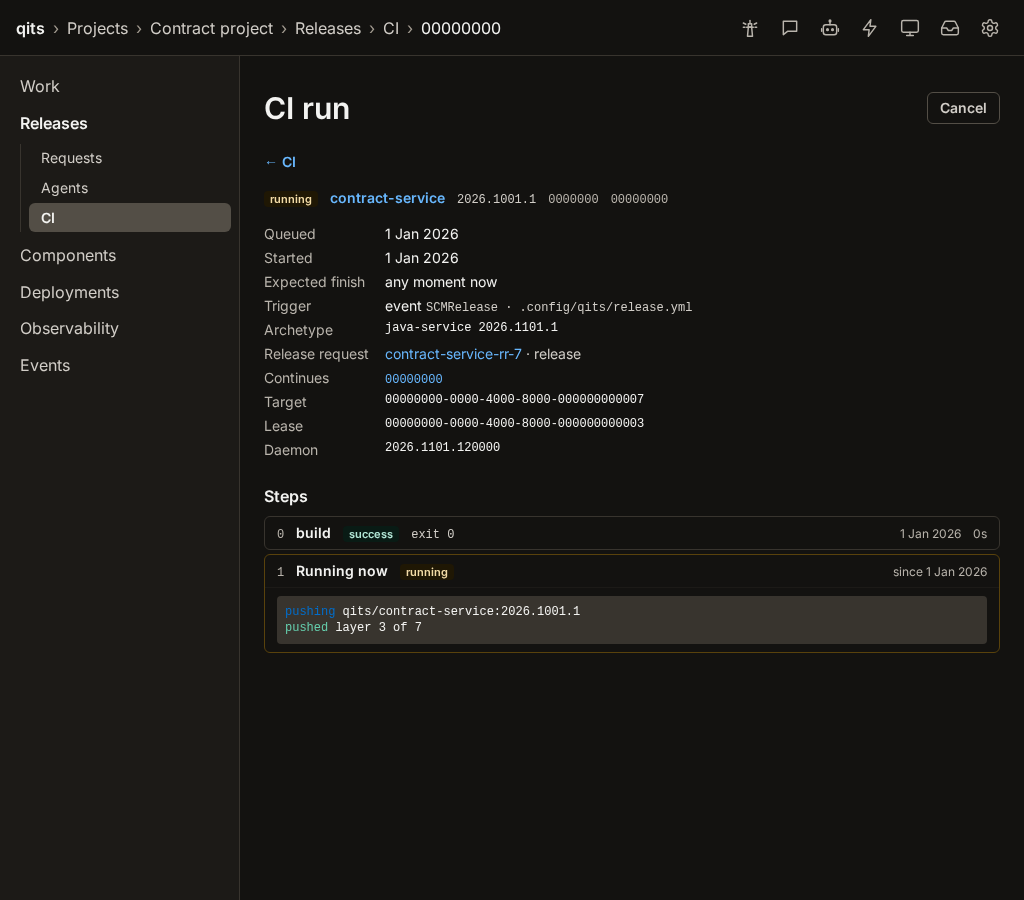 qits › Projects › Contract project › Releases › CI › 00000000
Work
Releases
Requests
Agents
CI
Components
Deployments
Observability
Events
CI run
Cancel
← CI
running contract-service 2026.1001.1 0000000 00000000
Queued 1 Jan 2026
Started 1 Jan 2026
Expected finish any moment now
Trigger event SCMRelease · .config/qits/release.yml
Archetype java-service 2026.1101.1
Release request contract-service-rr-7 · release
Continues 00000000
Target 00000000-0000-4000-8000-000000000007
Lease 00000000-0000-4000-8000-000000000003
Daemon 2026.1101.120000
Steps
0 build success exit 0 1 Jan 2026 0s
1 Running now running since 1 Jan 2026
pushing qits/contract-service:2026.1001.1
pushed layer 3 of 7